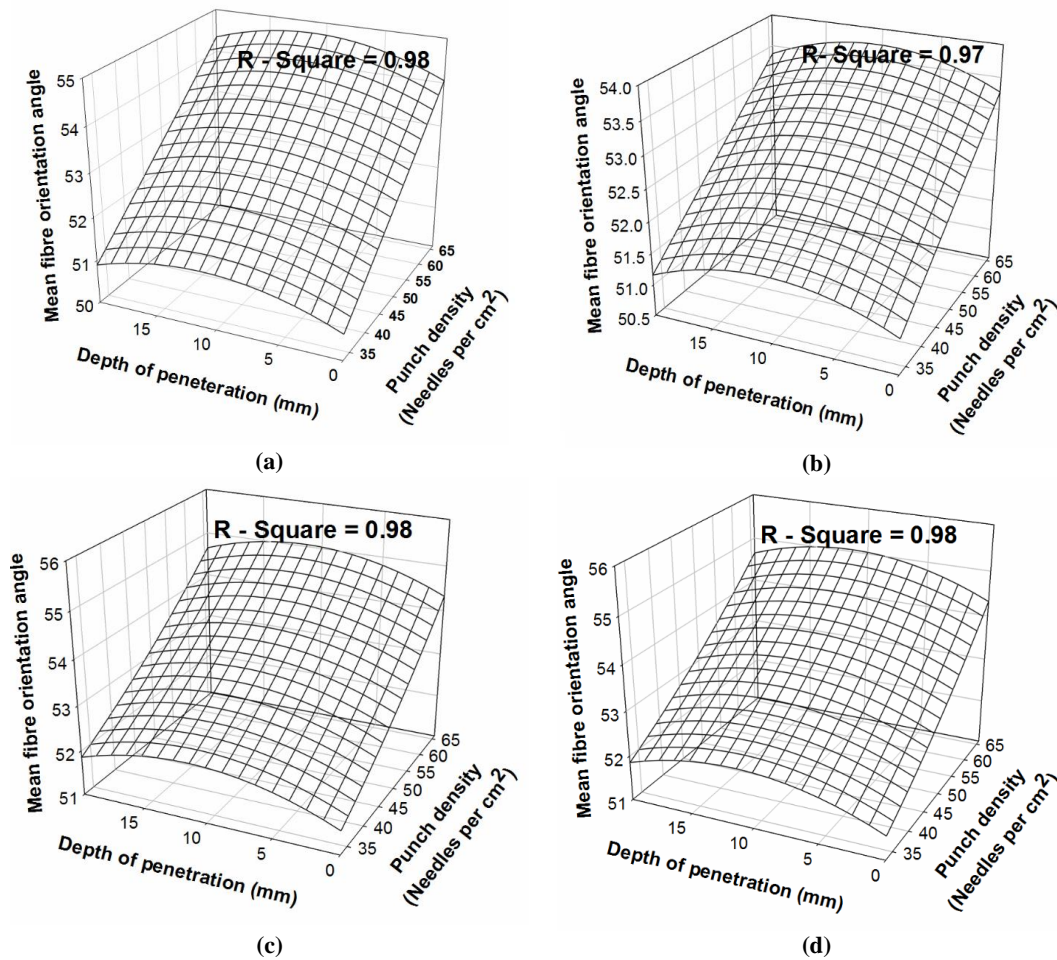 R - Square = 0.98
Mean fibre orientation angle
55
54
53
52
51
50
15
10
5
0
Depth of peneteration (mm)
65
60
55
50
45
40
35
Punch density
(Needles per cm2)
(a)
R- Square = 0.97
Mean fibre orientation angle
54.0
53.5
53.0
52.5
52.0
51.5
51.0
50.5
15
10
5
0
Depth of peneteration (mm)
65
60
55
50
45
40
35
Punch density
(Needles per cm2)
(b)
R - Square = 0.98
Mean fibre orientation angle
56
55
54
53
52
51
15
10
5
0
Depth of penetration (mm)
65
60
55
50
45
40
35
Punch density
(Needles per cm2)
(c)
R - Square = 0.98
Mean fibre orientation angle
56
55
54
53
52
51
15
10
5
0
Depth of penetration (mm)
65
60
55
50
45
40
35
Punch density
(Needles per cm2)
(d)